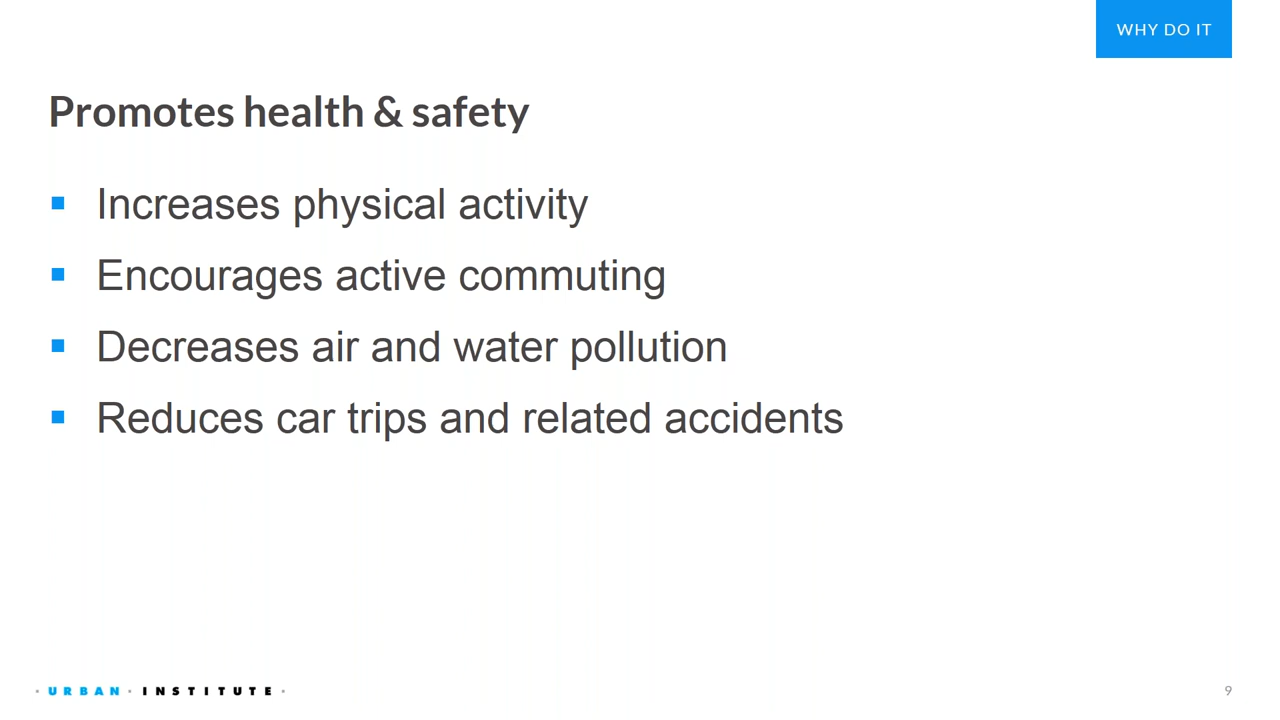 WHY DO IT
Promotes health & safety
▪ Increases physical activity
▪ Encourages active commuting
▪ Decreases air and water pollution
▪ Reduces car trips and related accidents
· URBAN · INSTITUTE ·
9